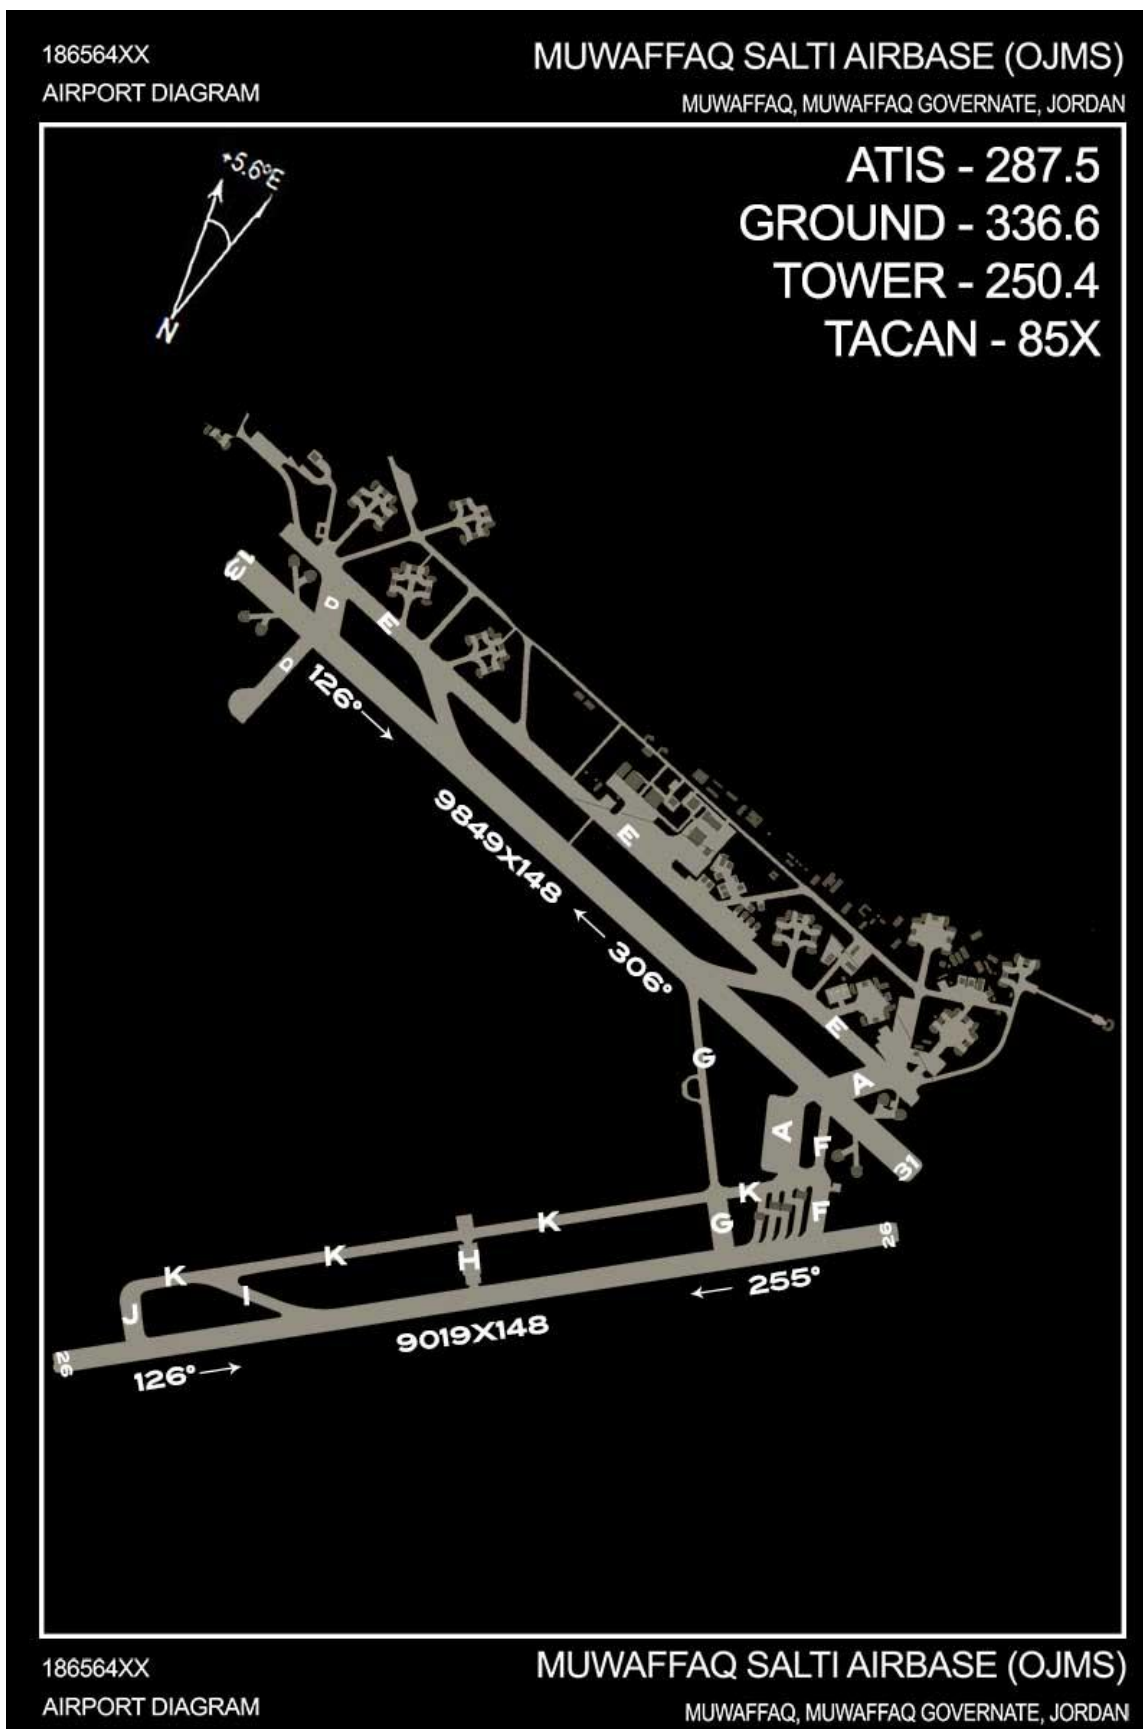 186564XX
MUWAFFAQ SALTI AIRBASE (OJMS)
AIRPORT DIAGRAM
MUWAFFAQ, MUWAFFAQ GOVERNATE, JORDAN
+5.6°E
N
ATIS - 287.5
GROUND - 336.6
TOWER - 250.4
TACAN - 85X
13
D
E
D
126°
9849X148
E
306°
E
G
A
A
F
31
K
F
G
K
26
H
K
K
I
255°
J
9019X148
26
126°
186564XX
MUWAFFAQ SALTI AIRBASE (OJMS)
AIRPORT DIAGRAM
MUWAFFAQ, MUWAFFAQ GOVERNATE, JORDAN